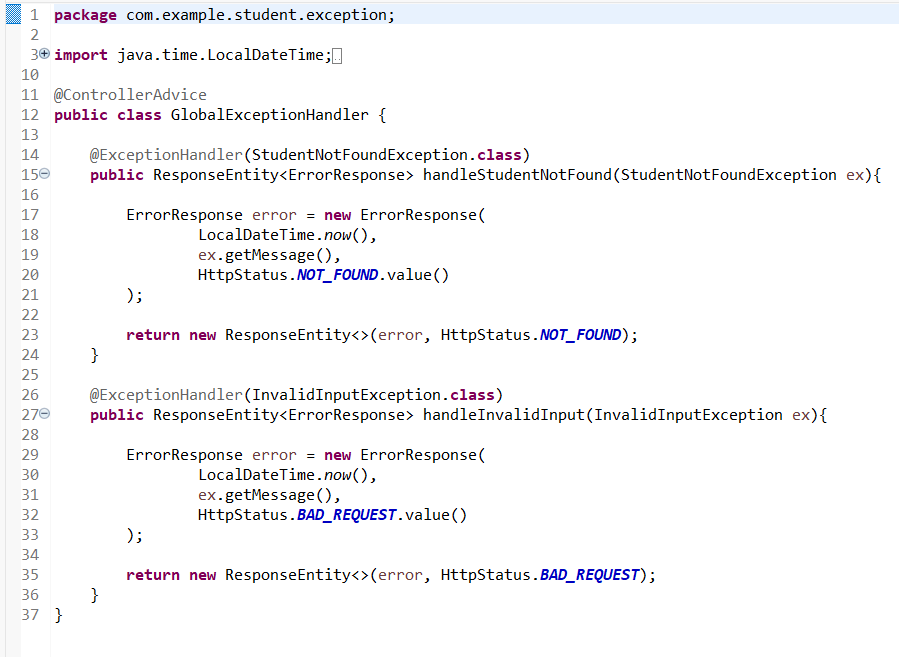 1 package com.example.student.exception;
2
3 import java.time.LocalDateTime;
10
11 @ControllerAdvice
12 public class GlobalExceptionHandler {
13
14     @ExceptionHandler(StudentNotFoundException.class)
15     public ResponseEntity<ErrorResponse> handleStudentNotFound(StudentNotFoundException ex){
16
17         ErrorResponse error = new ErrorResponse(
18                 LocalDateTime.now(),
19                 ex.getMessage(),
20                 HttpStatus.NOT_FOUND.value()
21         );
22
23         return new ResponseEntity<>(error, HttpStatus.NOT_FOUND);
24     }
25
26     @ExceptionHandler(InvalidInputException.class)
27     public ResponseEntity<ErrorResponse> handleInvalidInput(InvalidInputException ex){
28
29         ErrorResponse error = new ErrorResponse(
30                 LocalDateTime.now(),
31                 ex.getMessage(),
32                 HttpStatus.BAD_REQUEST.value()
33         );
34
35         return new ResponseEntity<>(error, HttpStatus.BAD_REQUEST);
36     }
37 }